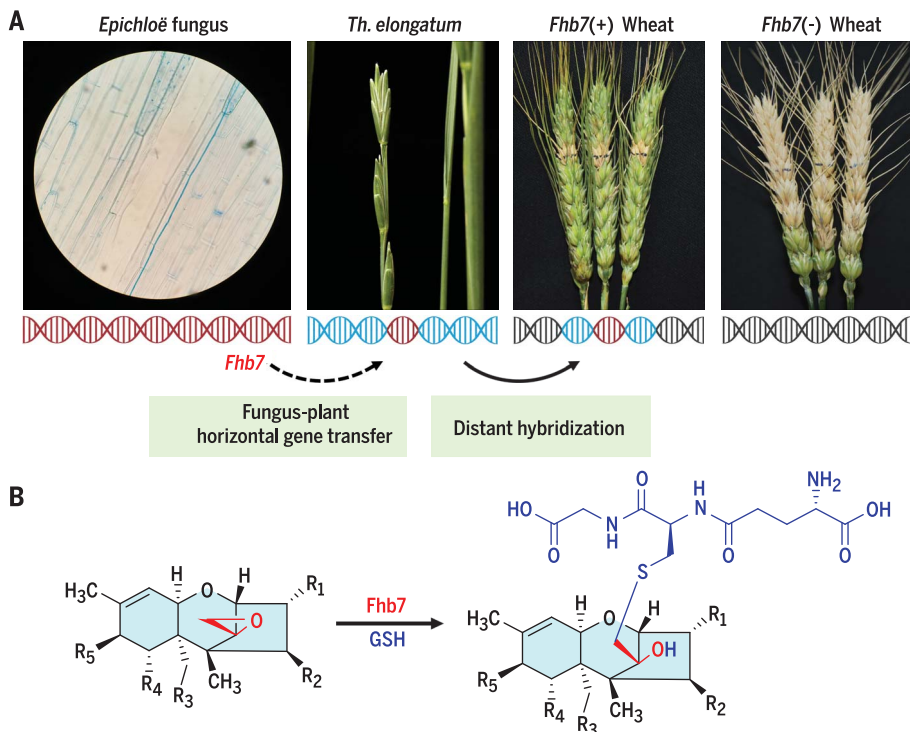 A
Epichloë fungus
Th. elongatum
Fhb7(+) Wheat
Fhb7(-) Wheat
Fhb7
Fungus-plant
horizontal gene transfer
Distant hybridization
B
H₃C
H
O
H
R₁
O
R₅
R₄
R₃
CH₃
R₂
Fhb7
GSH
HO
O
N
H
O
H
N
O
NH₂
OH
O
S
H₃C
H
O
H
R₁
OH
R₅
R₄
R₃
CH₃
R₂